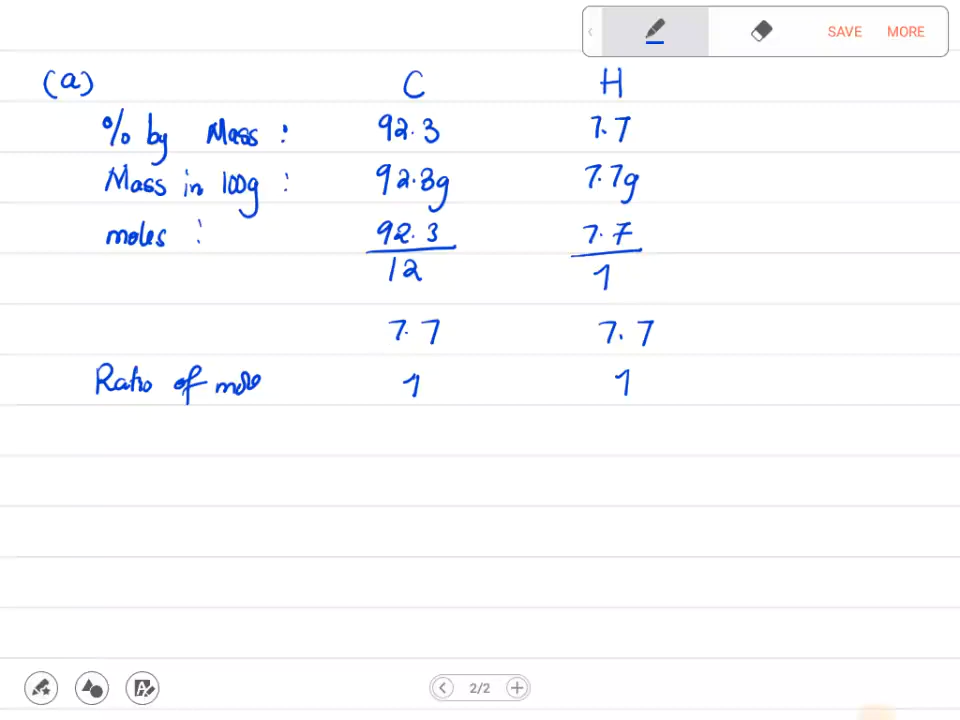 SAVE MORE
(a) C H
% by Mass : 92.3 7.7
Mass in 100g : 92.3g 7.7g
moles : 92.3 7.7
12 1
7.7 7.7
Ratio of mole 1 1
2/2